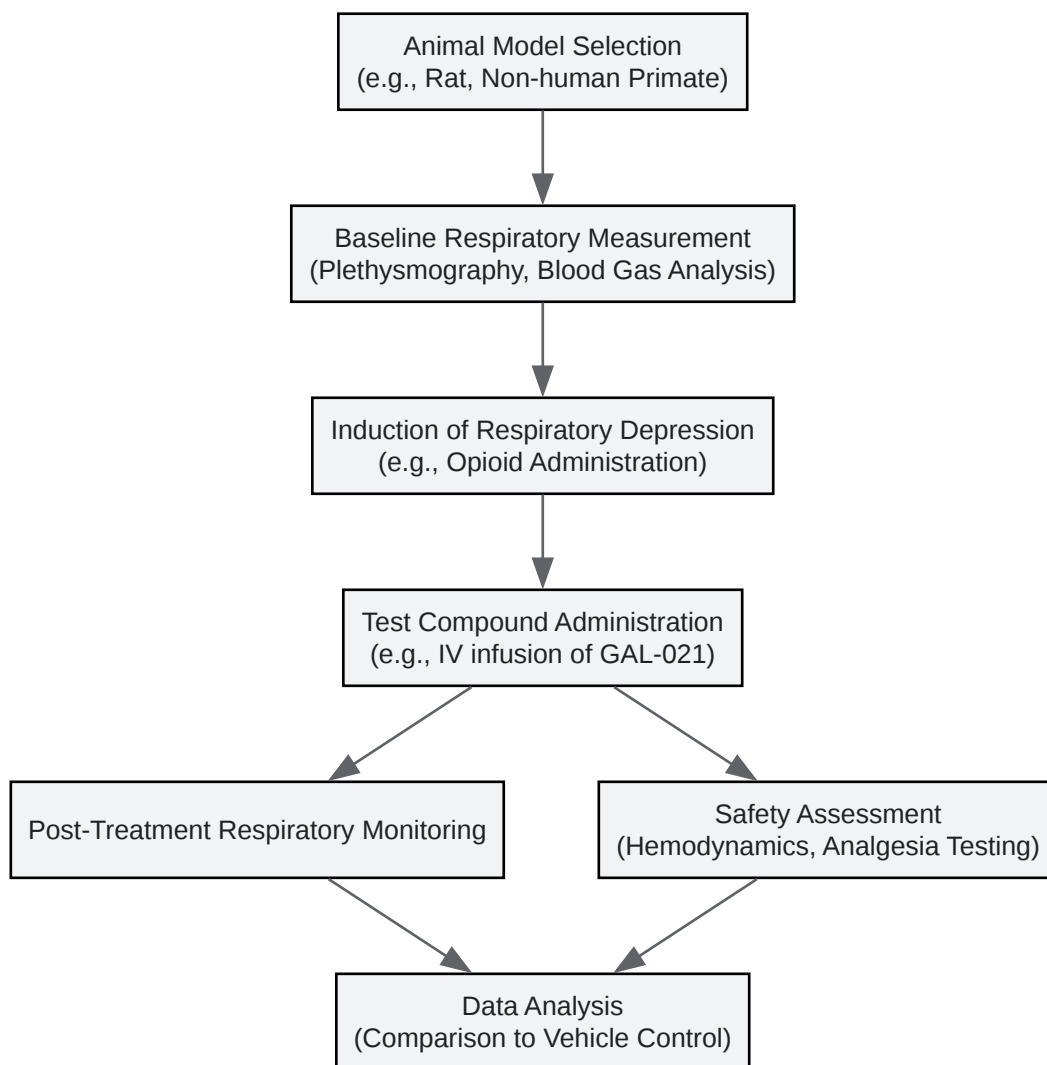 Animal Model Selection
(e.g., Rat, Non-human Primate)
Baseline Respiratory Measurement
(Plethysmography, Blood Gas Analysis)
Induction of Respiratory Depression
(e.g., Opioid Administration)
Test Compound Administration
(e.g., IV infusion of GAL-021)
Post-Treatment Respiratory Monitoring
Safety Assessment
(Hemodynamics, Analgesia Testing)
Data Analysis
(Comparison to Vehicle Control)